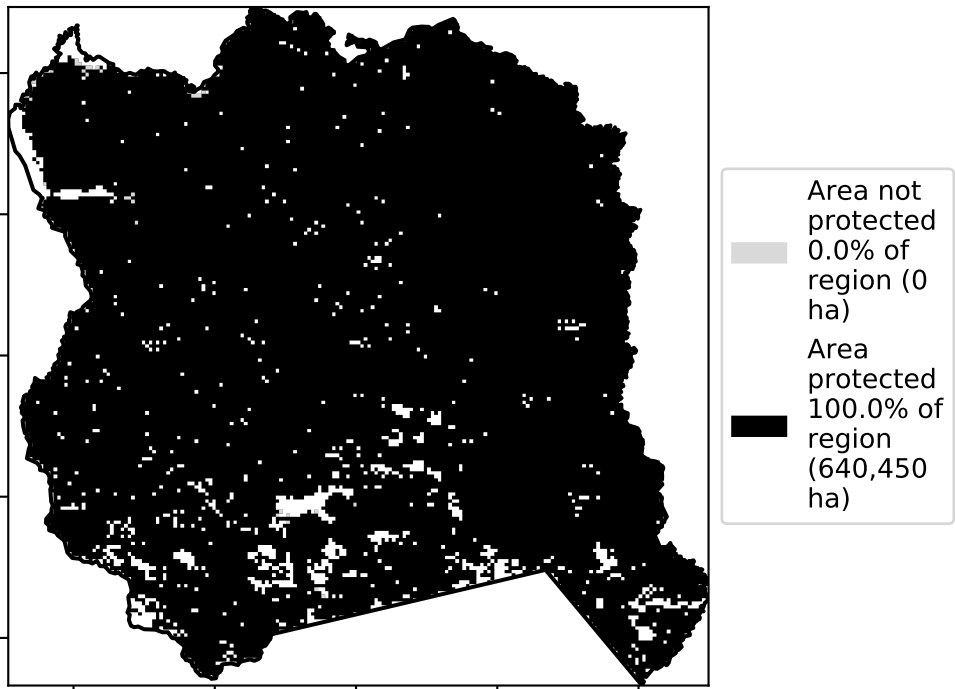 Area not
protected
0.0% of
region (0
ha)
Area
protected
100.0% of
region
(640,450
ha)